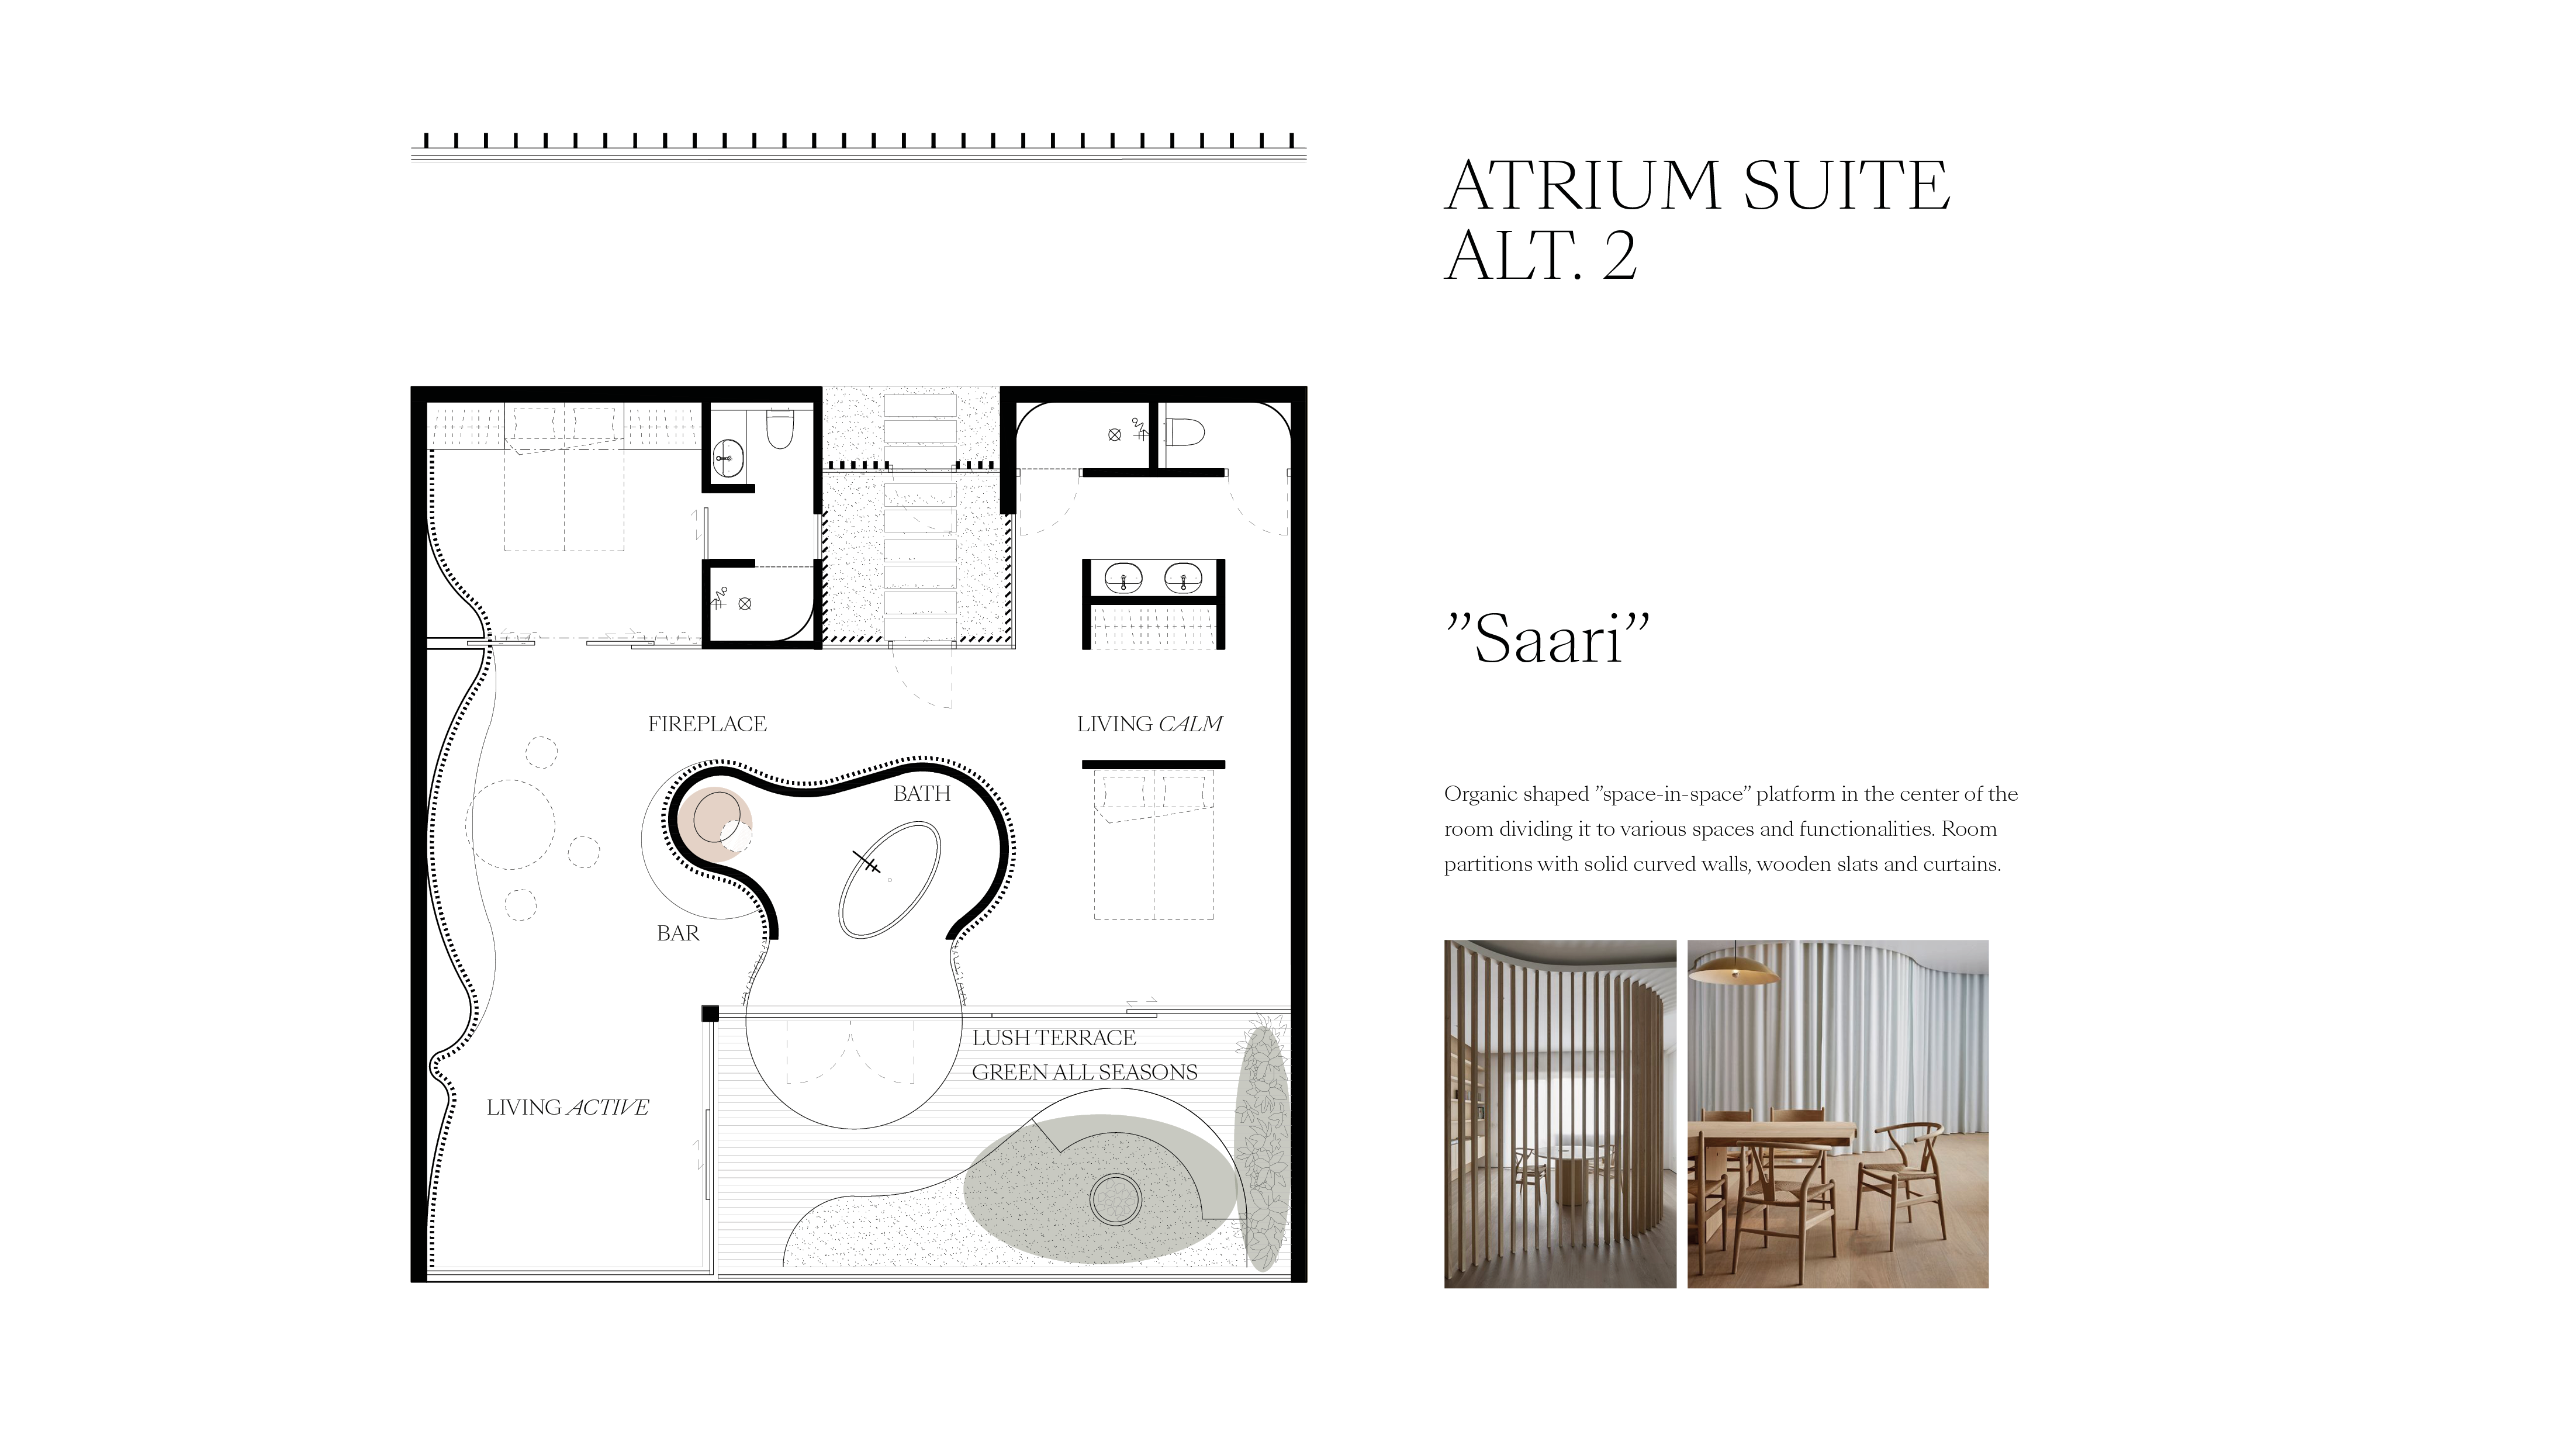 ATRIUM SUITE
ALT. 2
”Saari”
Organic shaped ”space-in-space” platform in the center of the
room dividing it to various spaces and functionalities. Room
partitions with solid curved walls, wooden slats and curtains.
FIREPLACE
LIVING CALM
BATH
BAR
LUSH TERRACE
GREEN ALL SEASONS
LIVING ACTIVE